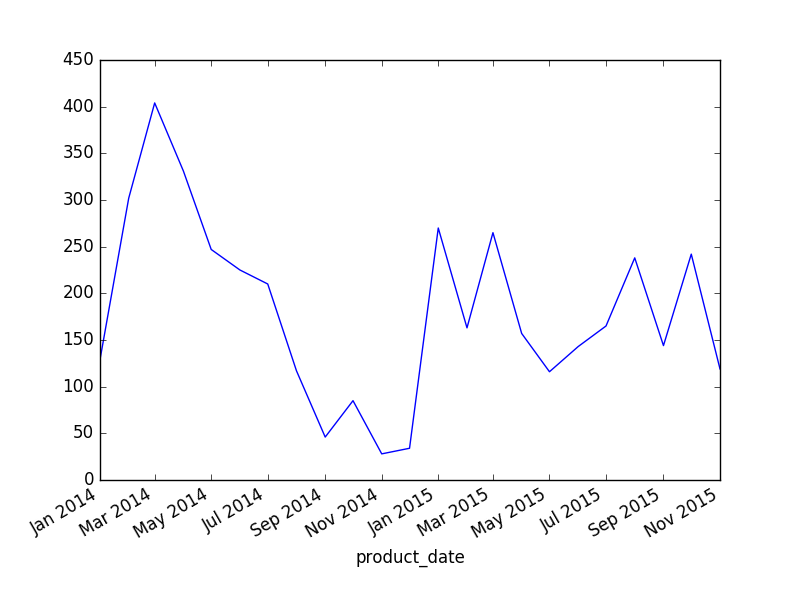 450
400
350
300
250
200
150
100
50
0
Jan 2014
Mar 2014
May 2014
Jul 2014
Sep 2014
Nov 2014
Jan 2015
Mar 2015
May 2015
Jul 2015
Sep 2015
Nov 2015
product_date